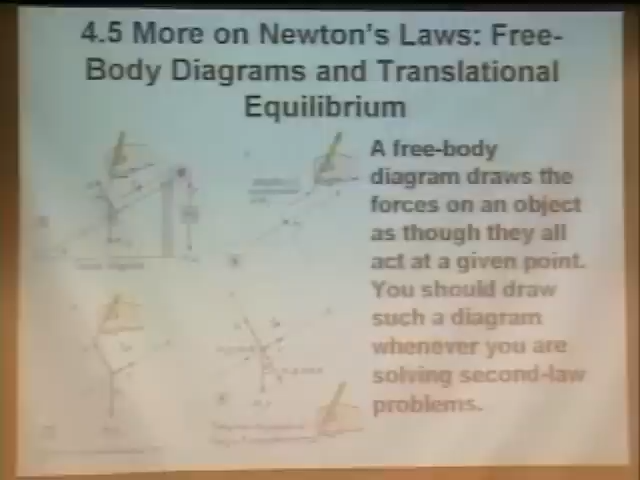 4.5 More on Newton's Laws: Free-
Body Diagrams and Translational
Equilibrium
A free-body
diagram draws the
forces on an object
as though they all
act at a given point.
You should draw
such a diagram
whenever you are
solving second-law
problems.